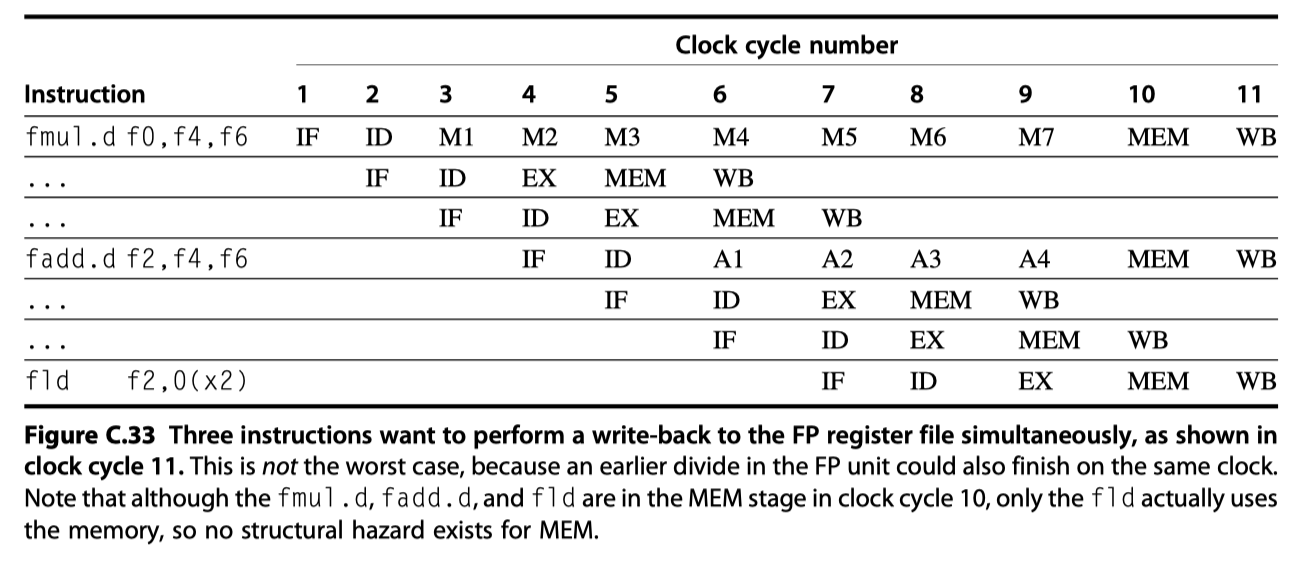 Clock cycle number
Instruction 1 2 3 4 5 6 7 8 9 10 11
fmul.d f0,f4,f6 IF ID M1 M2 M3 M4 M5 M6 M7 MEM WB
... IF ID EX MEM WB
... IF ID EX MEM WB
fadd.d f2,f4,f6 IF ID A1 A2 A3 A4 MEM WB
... IF ID EX MEM WB
... IF ID EX MEM WB
fld f2,0(x2) IF ID EX MEM WB
Figure C.33 Three instructions want to perform a write-back to the FP register file simultaneously, as shown in
clock cycle 11. This is not the worst case, because an earlier divide in the FP unit could also finish on the same clock.
Note that although the fmul.d, fadd.d, and fld are in the MEM stage in clock cycle 10, only the fld actually uses
the memory, so no structural hazard exists for MEM.